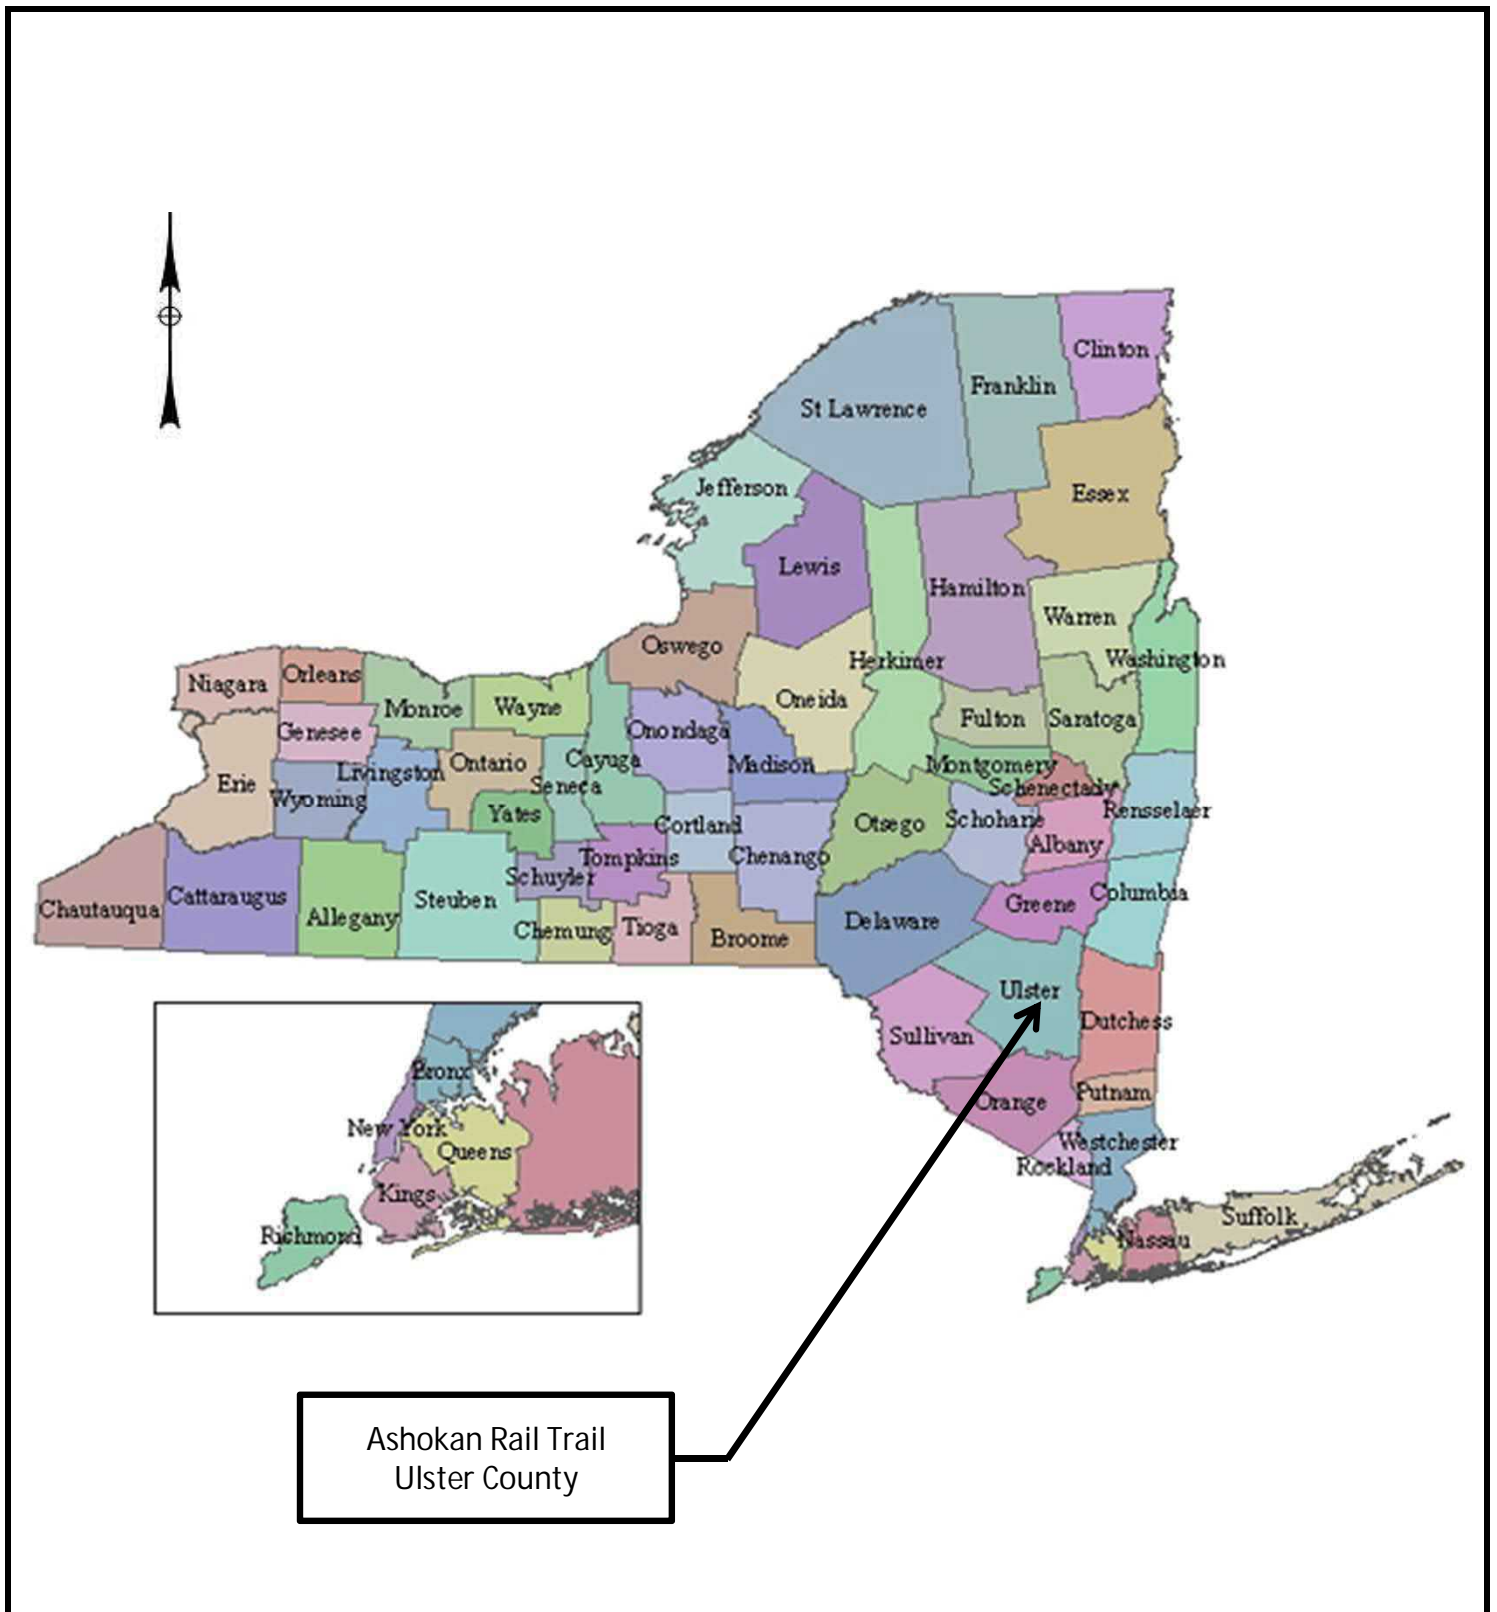 Clinton
Franklin
St Lawrence
Jefferson
Essex
Lewis
Hamilton
Warren
Oswego
Herkimer
Washington
Niagara
Orleans
Monroe
Wayne
Oneida
Fulton
Saratoga
Genesee
Onondaga
Livingston
Ontario
Cayuga
Madison
Montgomery
Erie
Wyoming
Seneca
Schenectady
Yates
Cortland
Otsego
Schoharie
Rensselaer
Albany
Tompkins
Chenango
Schuyler
Cattaraugus
Steuben
Columbia
Greene
Chautauqua
Allegany
Chemung
Tioga
Broome
Delaware
Ulster
Dutchess
Sullivan
Bronx
Putnam
Orange
New York
Queens
Westchester
Rockland
Kings
Suffolk
Richmond
Nassau
Ashokan Rail Trail
Ulster County